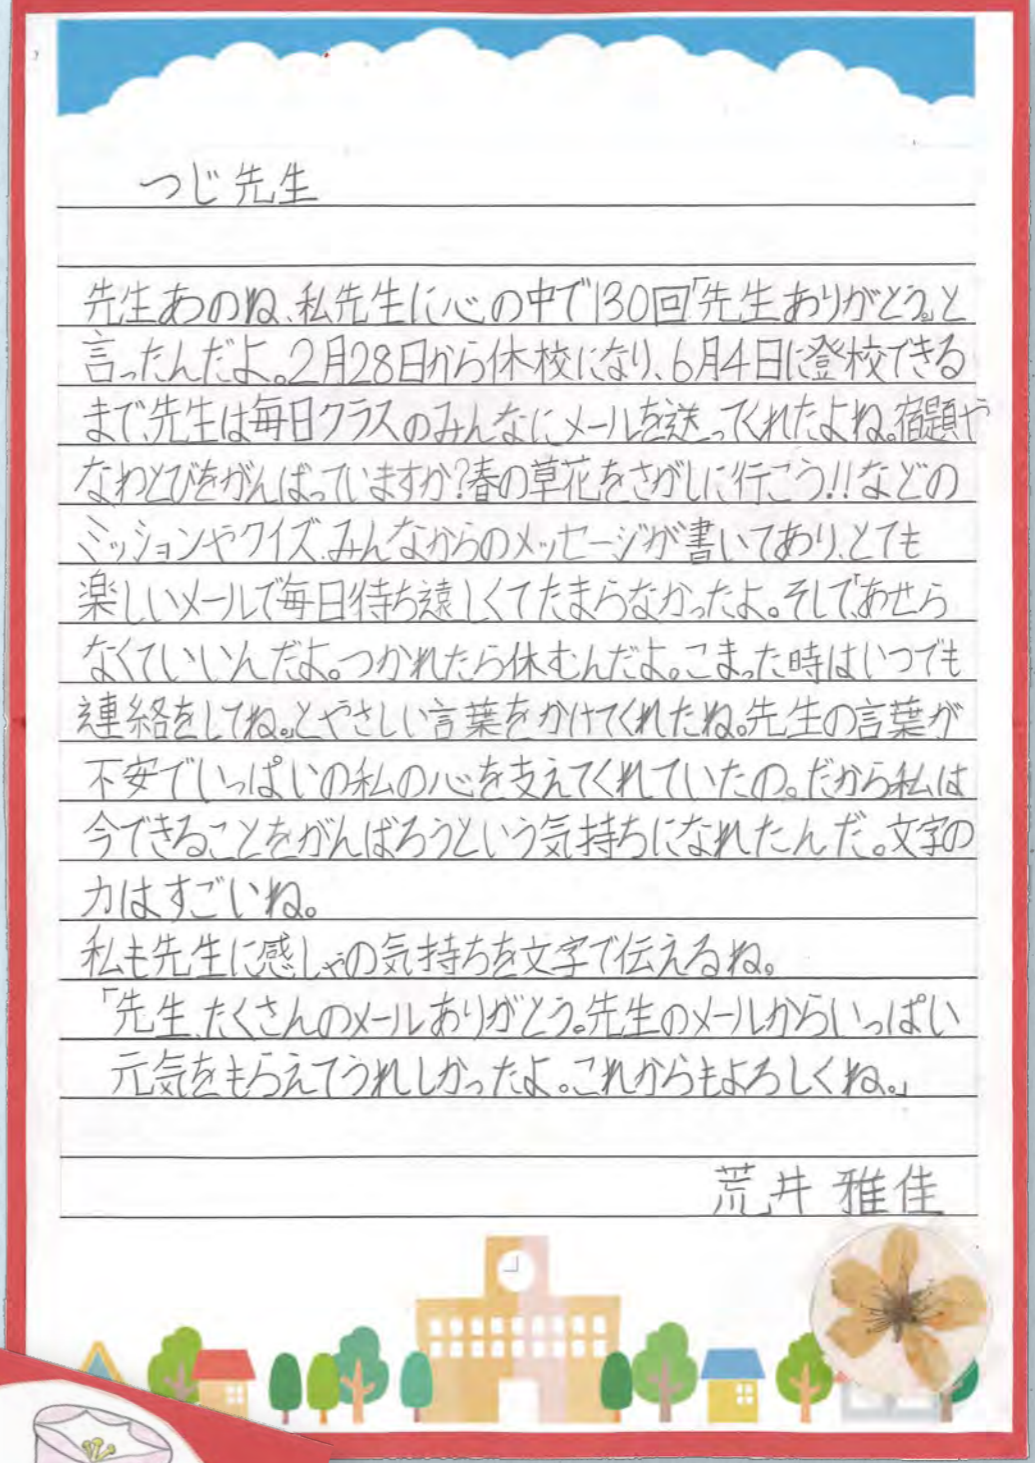 つじ先生
先生あのね、私先生に心の中で130回「先生ありがとう。」と
言ったんだよ。2月28日から休校になり、6月4日に登校できる
まで、先生は毎日クラスのみんなにメールを送ってくれたよね。宿題や
なわとびをがんばっていますか?春の草花をさがしに行こう!!などの
ミッションやクイズ、みんなからのメッセージが書いてあり、とても
楽しいメールで毎日待ち遠しくてたまらなかったよ。そして「あせら
なくていいんだよ。つかれたら休むんだよ。こまった時はいつでも
連絡をしてね。」とやさしい言葉をかけてくれたね。先生の言葉が
不安でいっぱいの私の心を支えてくれていたの。だから私は
今できることをがんばろうという気持ちになれたんだ。文字の
力はすごいね。
私も先生に感しゃの気持ちを文字で伝えるね。
「先生、たくさんのメールありがとう。先生のメールからいっぱい
元気をもらえてうれしかったよ。これからもよろしくね。」
荒井 雅佳